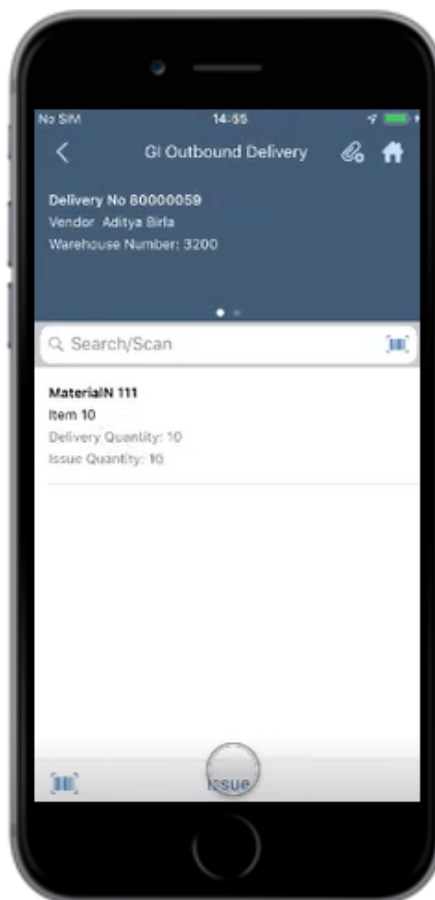 No SIM 14:55
GI Outbound Delivery
Delivery No 80000059
Vendor Aditya Birla
Warehouse Number: 3200
Search/Scan
MaterialN 111
Item 10
Delivery Quantity: 10
Issue Quantity: 10
Issue